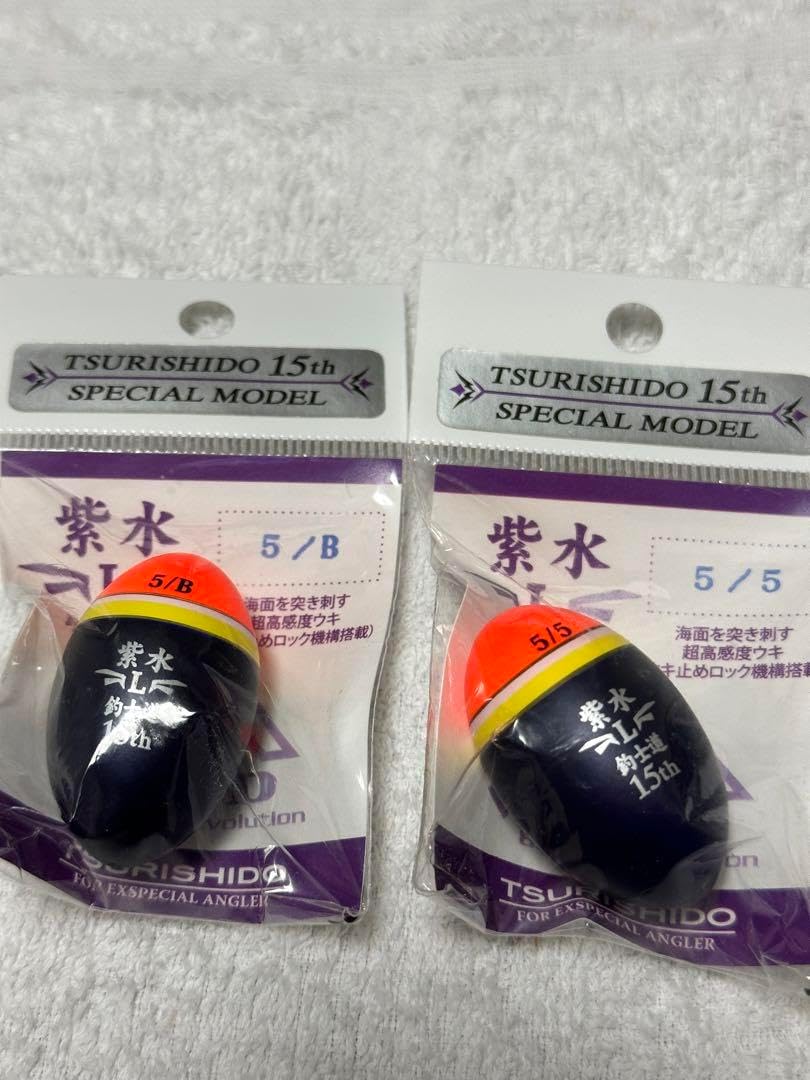 TSURISHIDO 15th
SPECIAL MODEL
紫水
L
5/B
海面を突き刺す
超高感度ウキ
止めロック機構搭載)
5/B
紫水
L
釣士道
15th
volution
TSURISHIDO
FOR EXSPECIAL ANGLER
TSURISHIDO 15th
SPECIAL MODEL
紫水
5/5
海面を突き刺す
超高感度ウキ
キ止めロック機構搭載
5/5
紫水
L
釣士道
15th
on
TSURISHIDO
FOR EXSPECIAL ANGLER